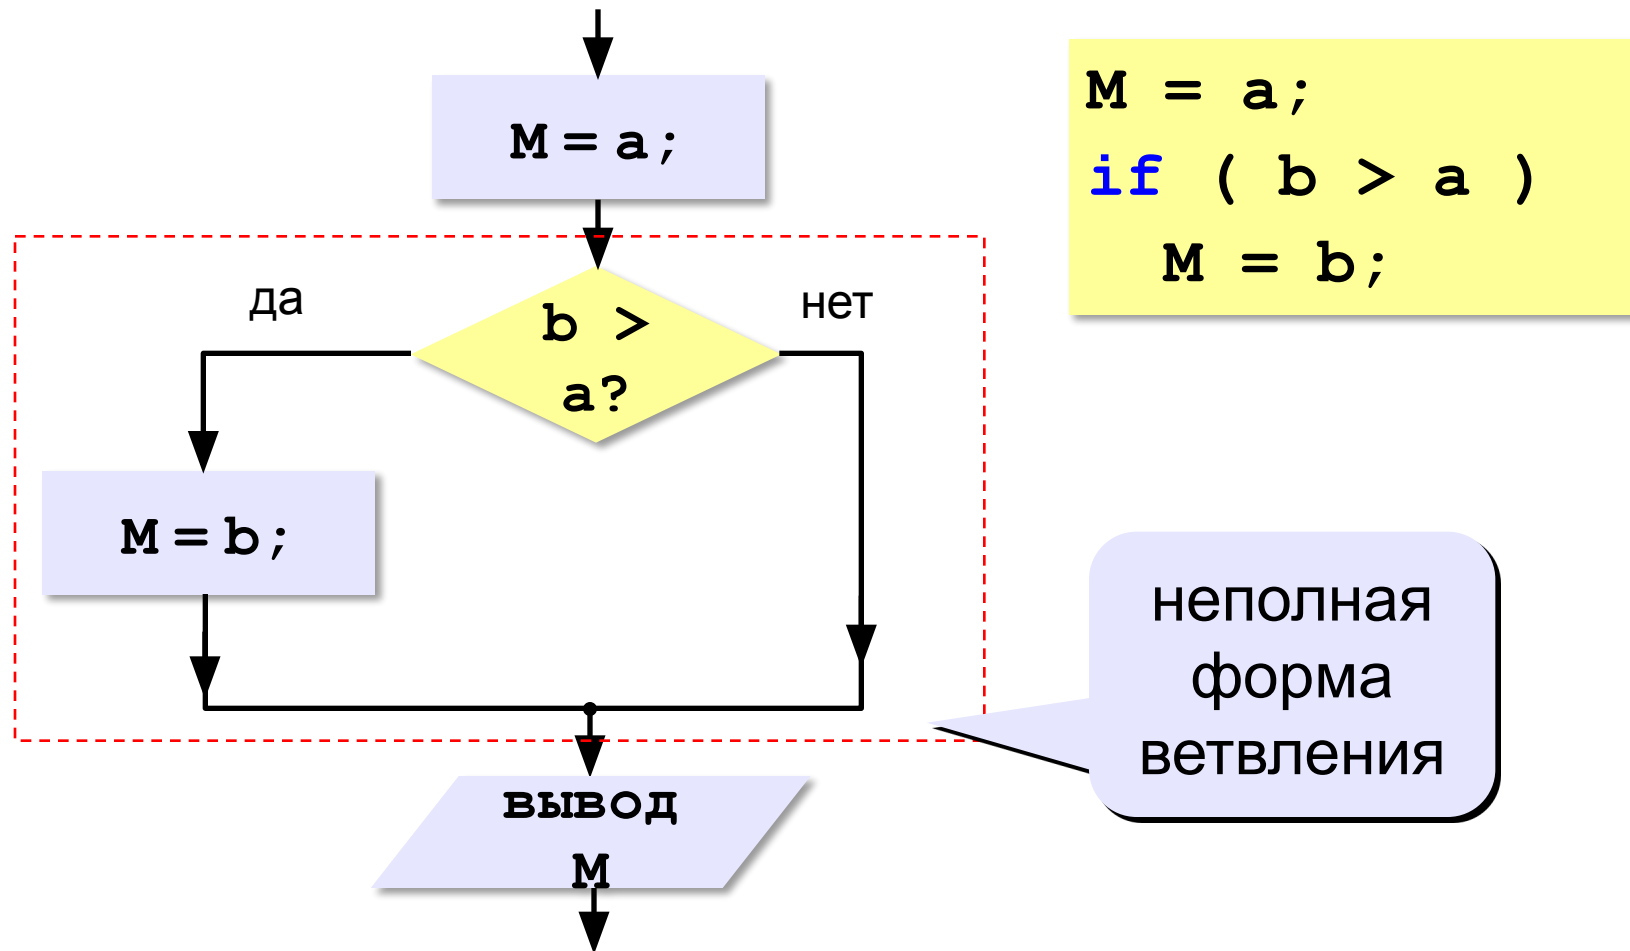 M = a;
M = a;
if ( b > a )
M = b;
да
b >
a?
нет
M = b;
неполная
форма
ветвления
вывод
M